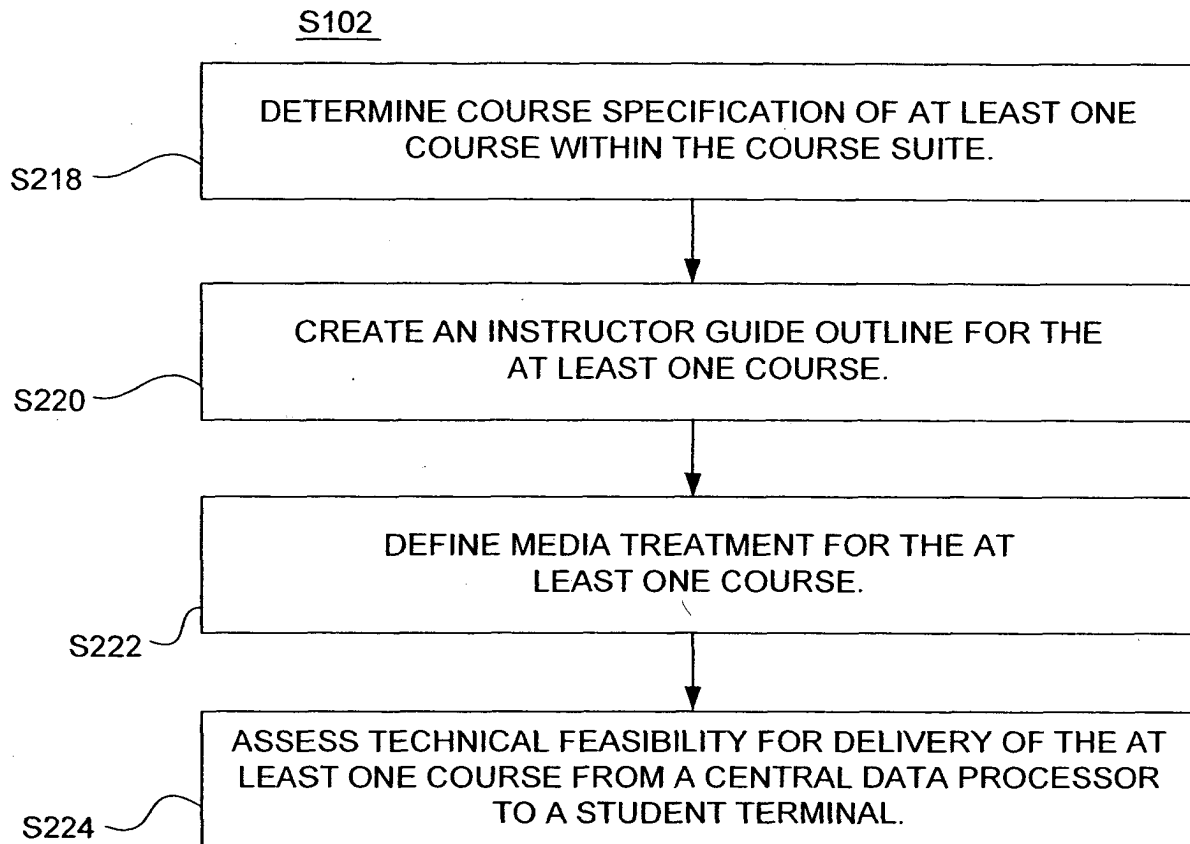 S102
DETERMINE COURSE SPECIFICATION OF AT LEAST ONE
COURSE WITHIN THE COURSE SUITE.
S218
CREATE AN INSTRUCTOR GUIDE OUTLINE FOR THE
AT LEAST ONE COURSE.
S220
DEFINE MEDIA TREATMENT FOR THE AT
LEAST ONE COURSE.
S222
ASSESS TECHNICAL FEASIBILITY FOR DELIVERY OF THE AT
LEAST ONE COURSE FROM A CENTRAL DATA PROCESSOR
TO A STUDENT TERMINAL.
S224